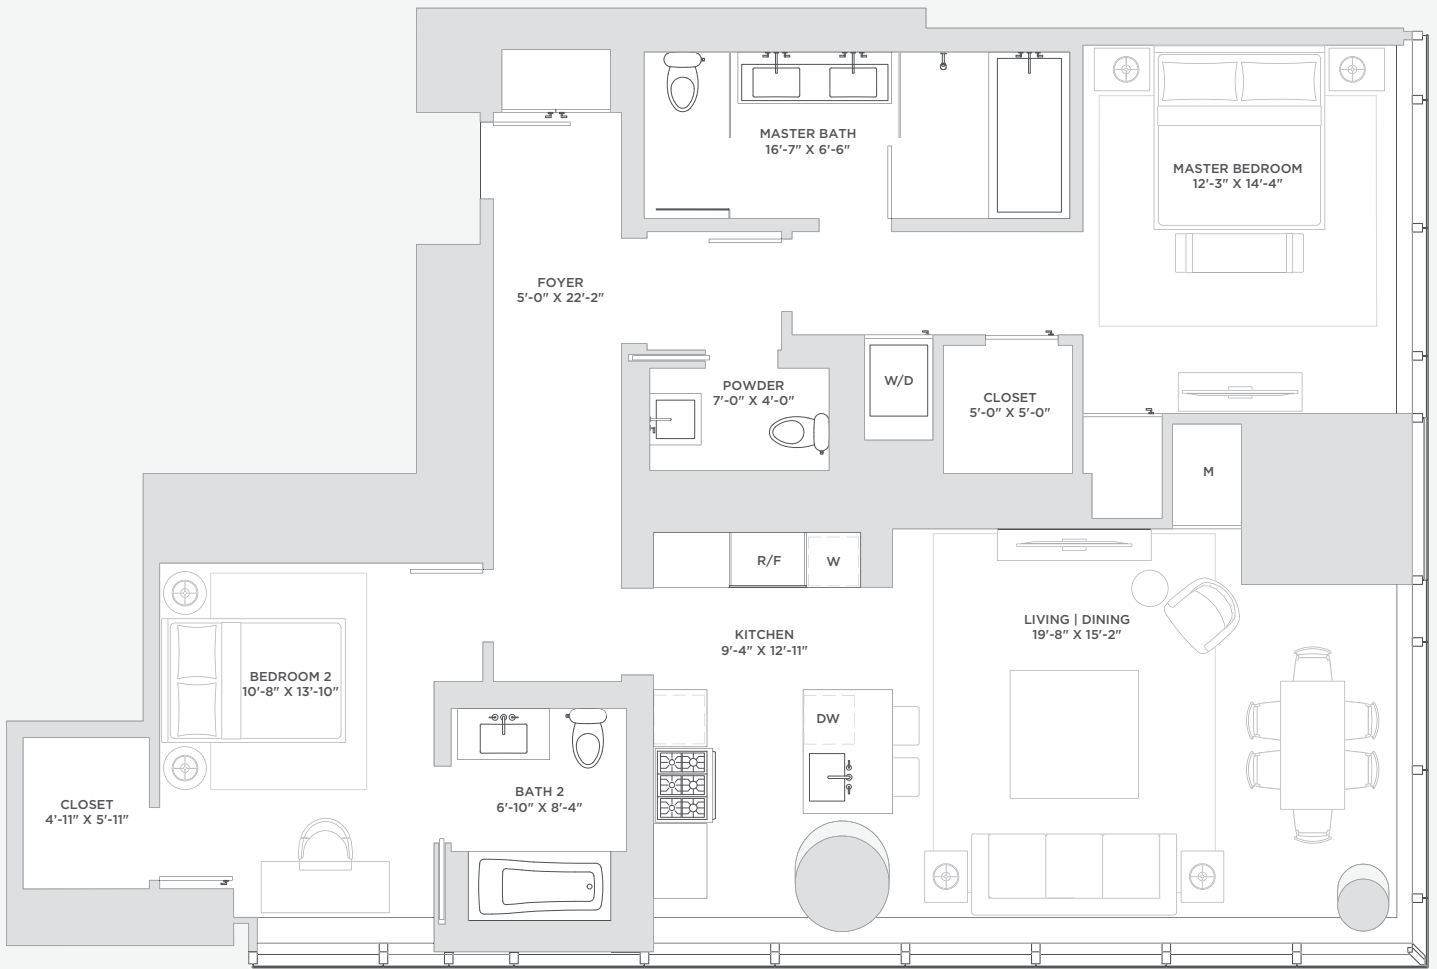 MASTER BATH
16'-7" X 6'-6"
MASTER BEDROOM
12'-3" X 14'-4"
FOYER
5'-0" X 22'-2"
POWDER
7'-0" X 4'-0"
W/D
CLOSET
5'-0" X 5'-0"
M
R/F
W
LIVING | DINING
19'-8" X 15'-2"
KITCHEN
9'-4" X 12'-11"
BEDROOM 2
10'-8" X 13'-10"
DW
BATH 2
6'-10" X 8'-4"
CLOSET
4'-11" X 5'-11"